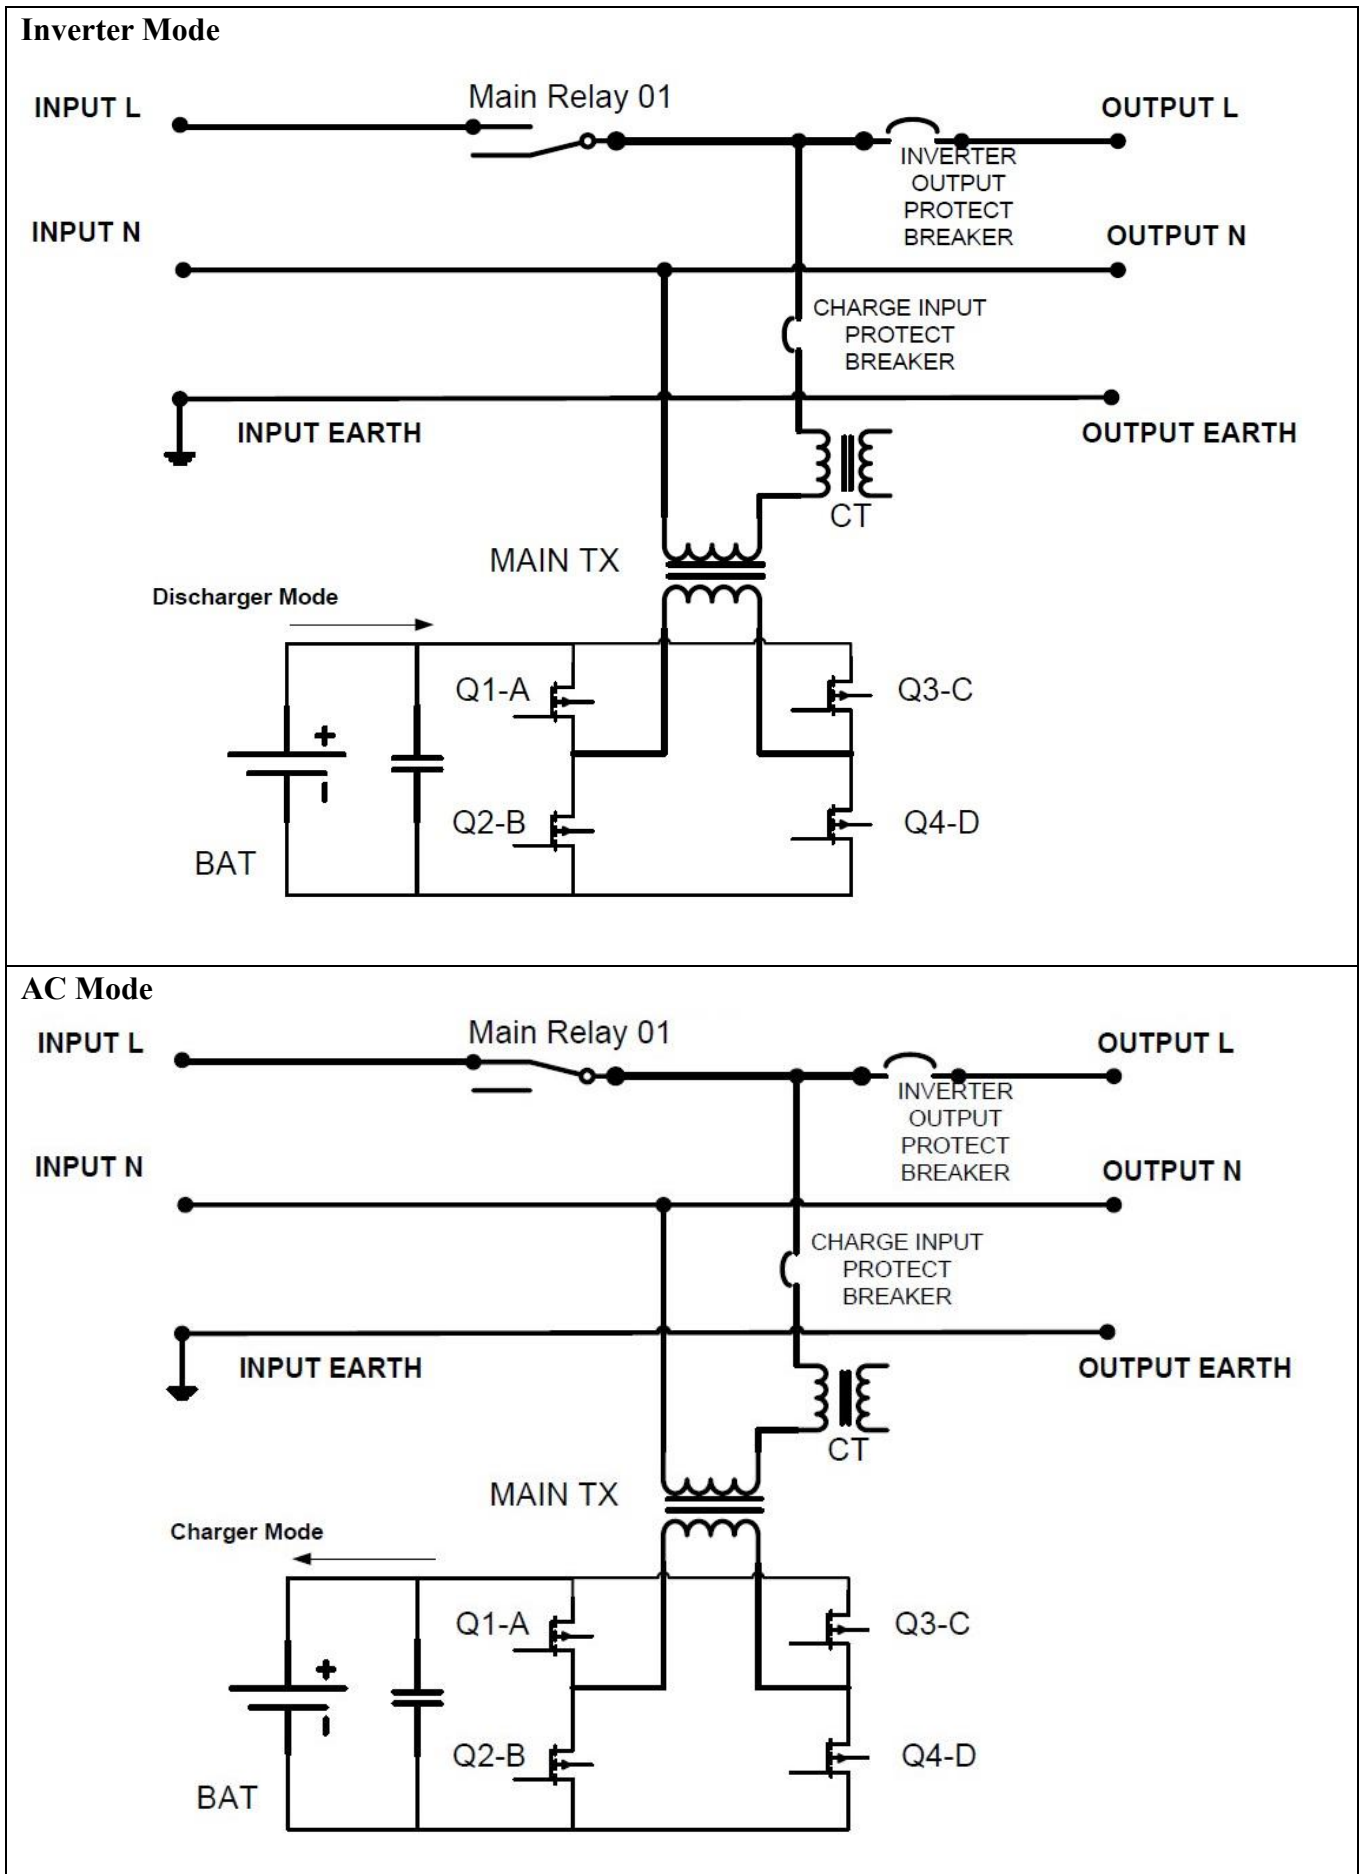 Inverter Mode
Main Relay 01
INPUT L
OUTPUT L
INVERTER
OUTPUT
PROTECT
BREAKER
INPUT N
OUTPUT N
CHARGE INPUT
PROTECT
BREAKER
INPUT EARTH
OUTPUT EARTH
CT
MAIN TX
Discharger Mode
Q1-A
Q3-C
+
-
Q2-B
Q4-D
BAT
AC Mode
Main Relay 01
INPUT L
OUTPUT L
INVERTER
OUTPUT
PROTECT
BREAKER
INPUT N
OUTPUT N
CHARGE INPUT
PROTECT
BREAKER
INPUT EARTH
OUTPUT EARTH
CT
MAIN TX
Charger Mode
Q1-A
Q3-C
+
-
Q2-B
Q4-D
BAT